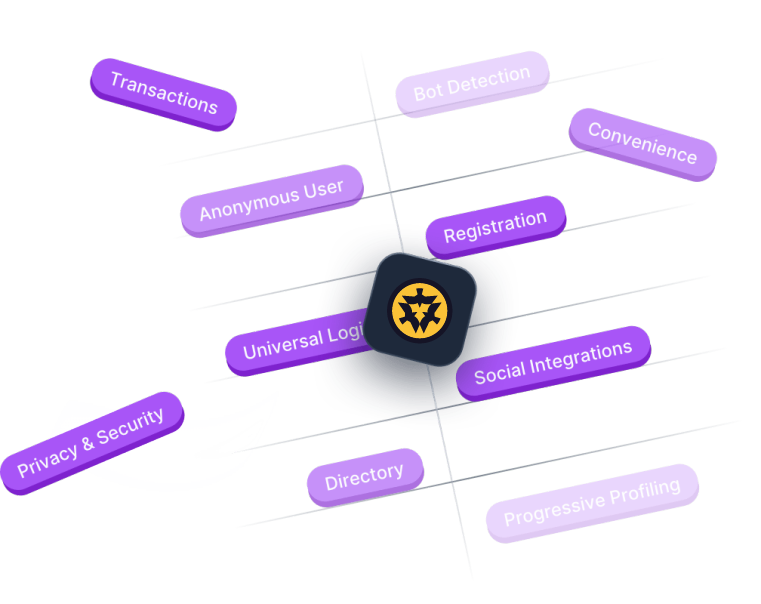 Transactions
Bot Detection
Convenience
Anonymous User
Registration
Universal Logi
Social Integrations
Privacy & Security
Directory
Progressive Profiling